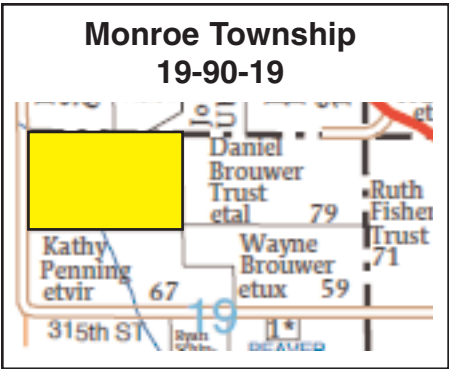 Monroe Township
19-90-19
Daniel
Brouwer
Trust
etal 79
Ruth
Fisher
Trust
71
Kathy
Penning
etvir 67
Wayne
Brouwer
etux 59
19
315th ST
1*
BEAVER